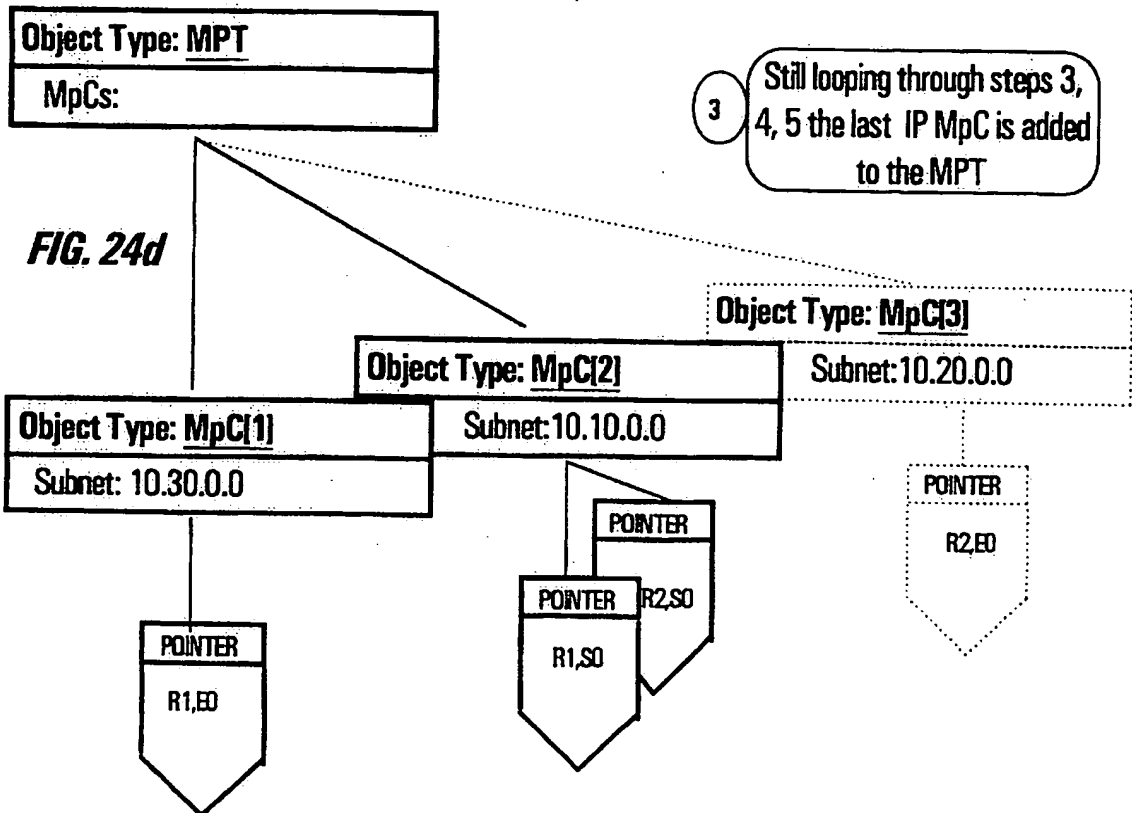 Object Type: MPT
MpCs:
3
Still looping through steps 3,
4, 5 the last IP MpC is added
to the MPT
FIG. 24d
Object Type: MpC[3]
Subnet:10.20.0.0
Object Type: MpC[2]
Subnet:10.10.0.0
Object Type: MpC[1]
Subnet: 10.30.0.0
POINTER
R2,E0
POINTER
R2,S0
POINTER
R1,S0
POINTER
R1,E0